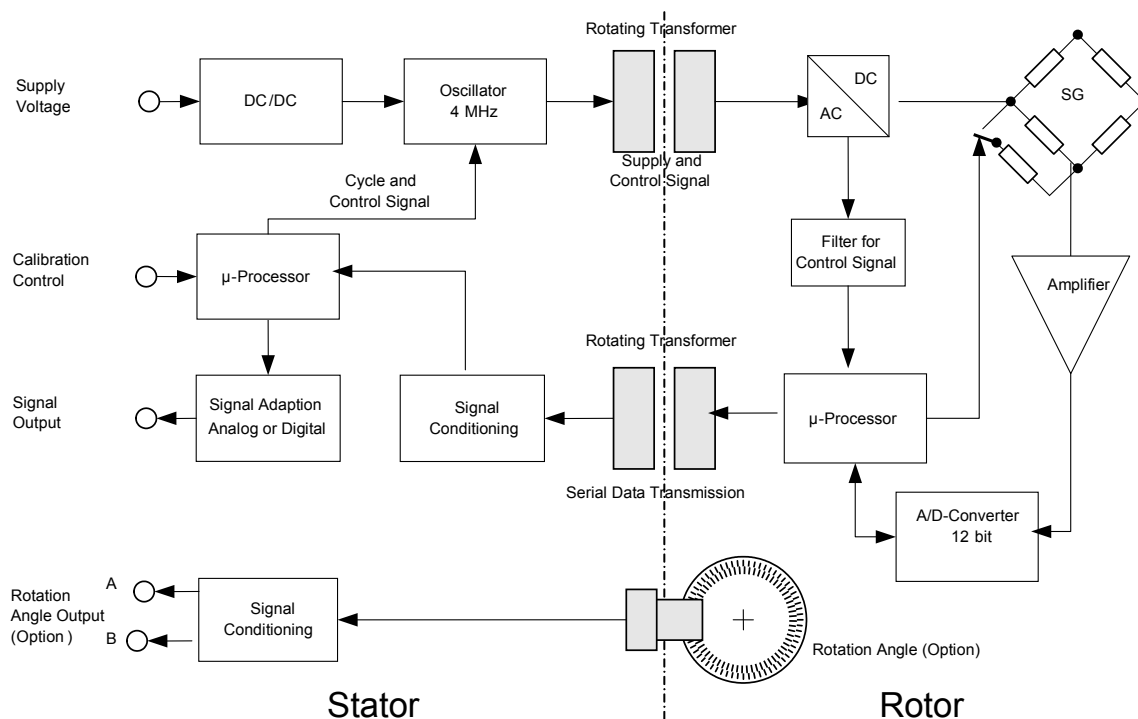 Rotating Transformer
Supply
Voltage
DC/DC
Oscillator
4 MHz
DC
AC
SG
Supply and
Control Signal
Cycle and
Control Signal
Calibration
Control
µ-Processor
Filter for
Control Signal
Amplifier
Rotating Transformer
Signal
Output
Signal Adaption
Analog or Digital
Signal
Conditioning
µ-Processor
Serial Data Transmission
A/D-Converter
12 bit
Rotation
Angle Output
(Option)
A
B
Signal
Conditioning
Rotation Angle (Option)
Stator
Rotor